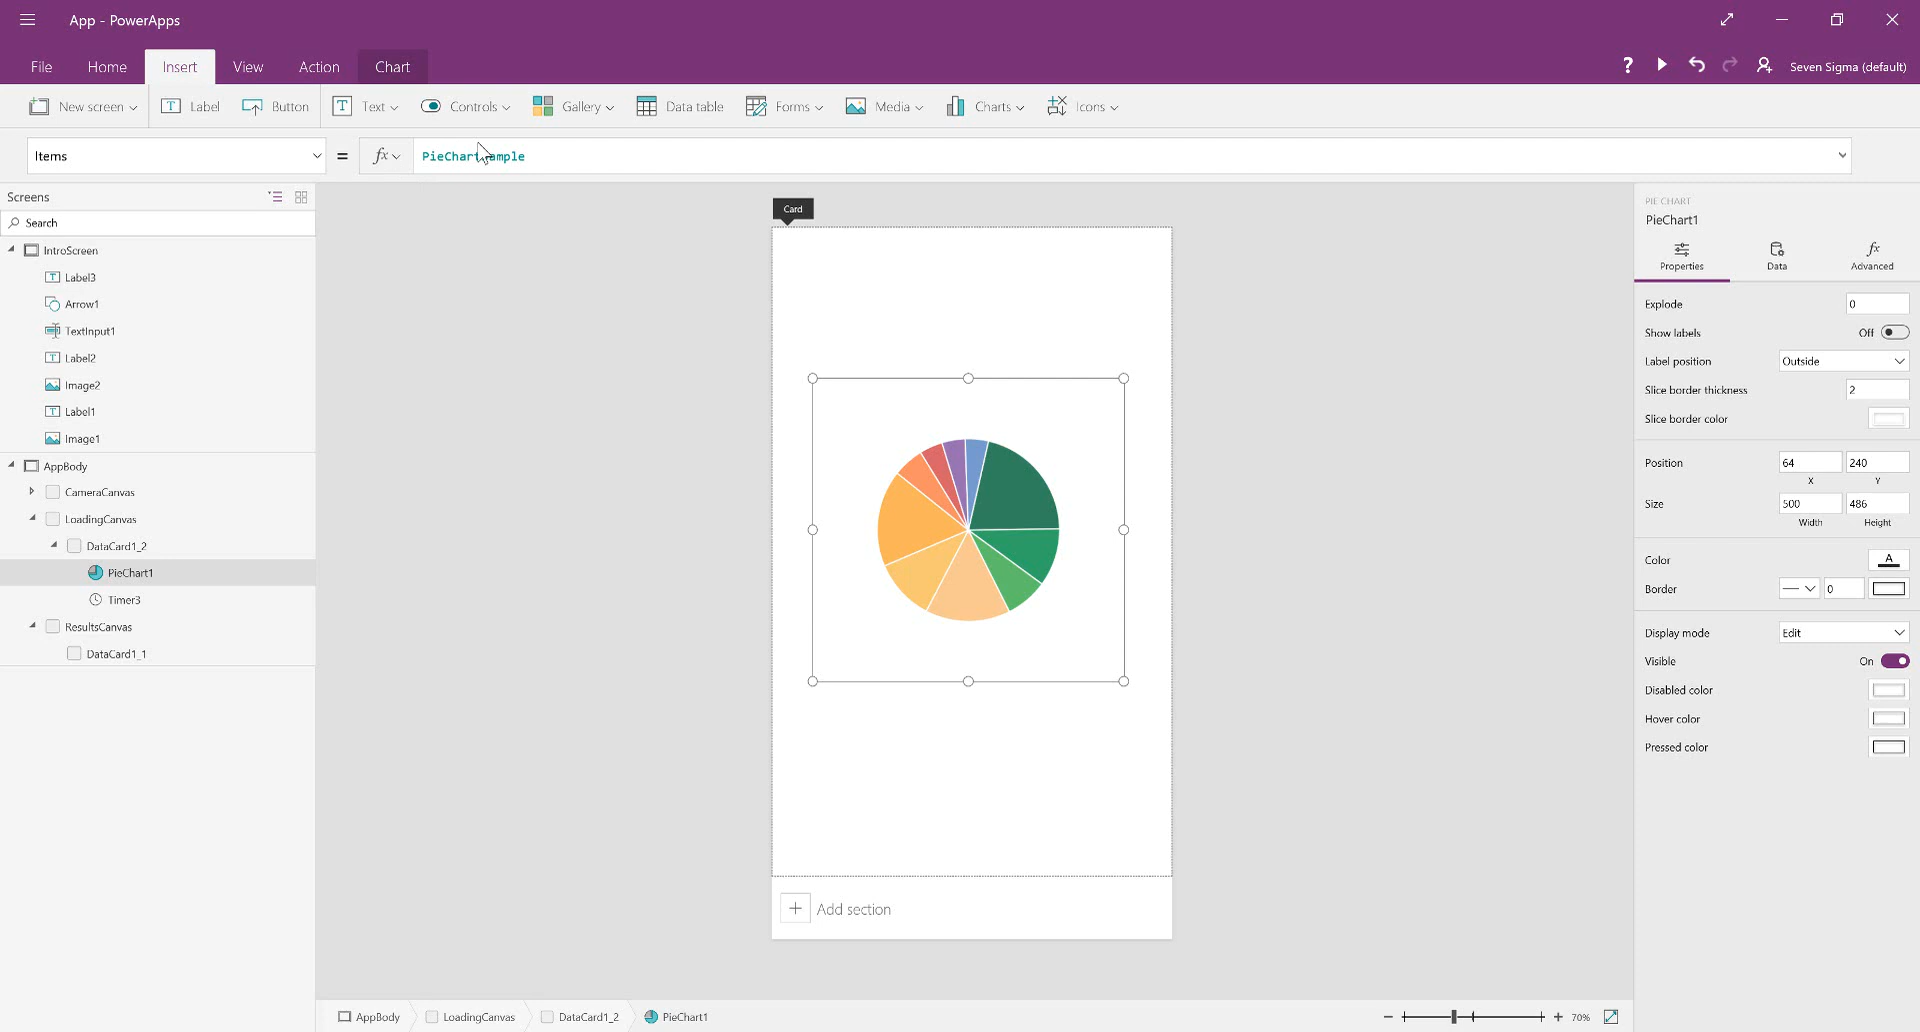 App - PowerApps
File Home Insert View Action Chart
? Seven Sigma (default)
New screen Label Button Text Controls Gallery Data table Forms Media Charts Icons
Items = fx
Screens
Search
IntroScreen
Label3
Arrow1
TextInput1
Label2
Image2
Label1
Image1
AppBody
CameraCanvas
LoadingCanvas
DataCard1_2
PieChart1
Timer3
ResultsCanvas
DataCard1_1
Card
+ Add section
AppBody LoadingCanvas DataCard1_2 PieChart1
70%
PIE CHART
PieChart1
Properties Data Advanced
Explode 0
Show labels Off
Label position Outside
Slice border thickness 2
Slice border color
Position 64 240
X Y
Size 500 486
Width Height
Color A
Border 0
Display mode Edit
Visible On
Disabled color
Hover color
Pressed color